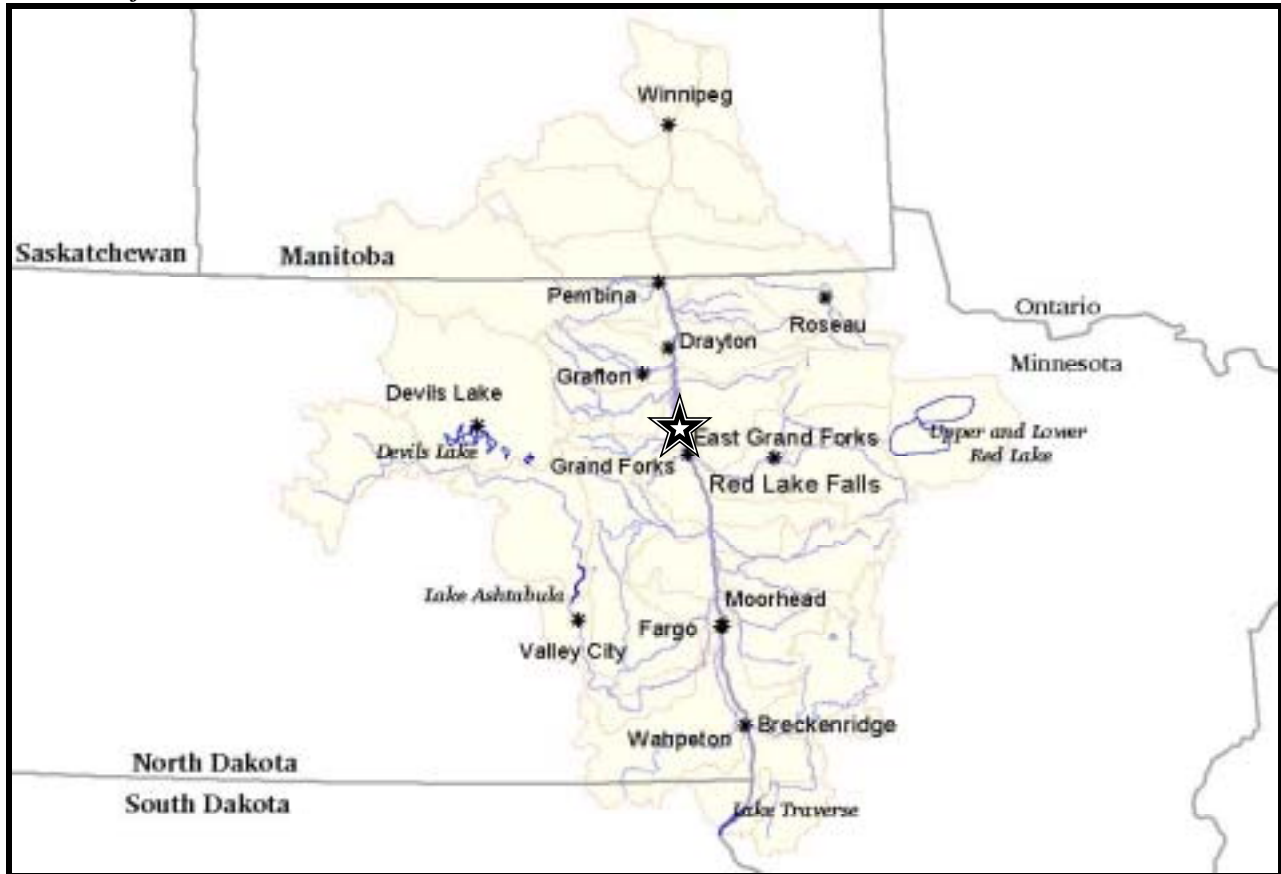 Winnipeg
Saskatchewan
Manitoba
Pembina
Ontario
Roseau
Drayton
Minnesota
Grafton
Devils Lake
East Grand Forks
Upper and Lower
Red Lake
Devils Lake
Grand Forks
Red Lake Falls
Lake Ashtabula
Moorhead
Fargo
Valley City
Breckenridge
Wahpeton
North Dakota
South Dakota
Lake Traverse